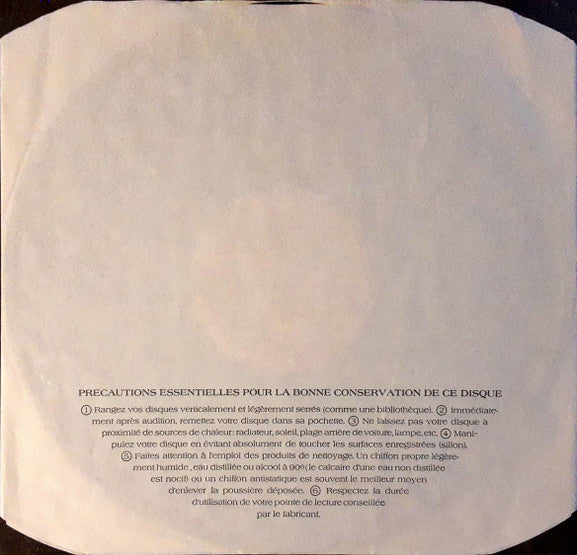 PRECAUTIONS ESSENTIELLES POUR LA BONNE CONSERVATION DE CE DISQUE
① Rangez vos disques verticalement et légèrement serrés (comme une bibliothèque). ② Immédiate-
ment après audition, remettez votre disque dans sa pochette. ③ Ne laissez pas votre disque à
proximité de sources de chaleur: radiateur, soleil, plage arrière de voiture, lampe, etc. ④ Mani-
pulez votre disque en évitant absolument de toucher les surfaces enregistrées (sillon).
⑤ Faites attention à l'emploi des produits de nettoyage. Un chiffon propre légère-
ment humide, eau distillée ou alcool à 90% (le calcaire d'une eau non distillée
est nocif) ou un chiffon antistatique est souvent le meilleur moyen
d'enlever la poussière déposée. ⑥ Respectez la durée
d'utilisation de votre pointe de lecture conseillée
par le fabricant.